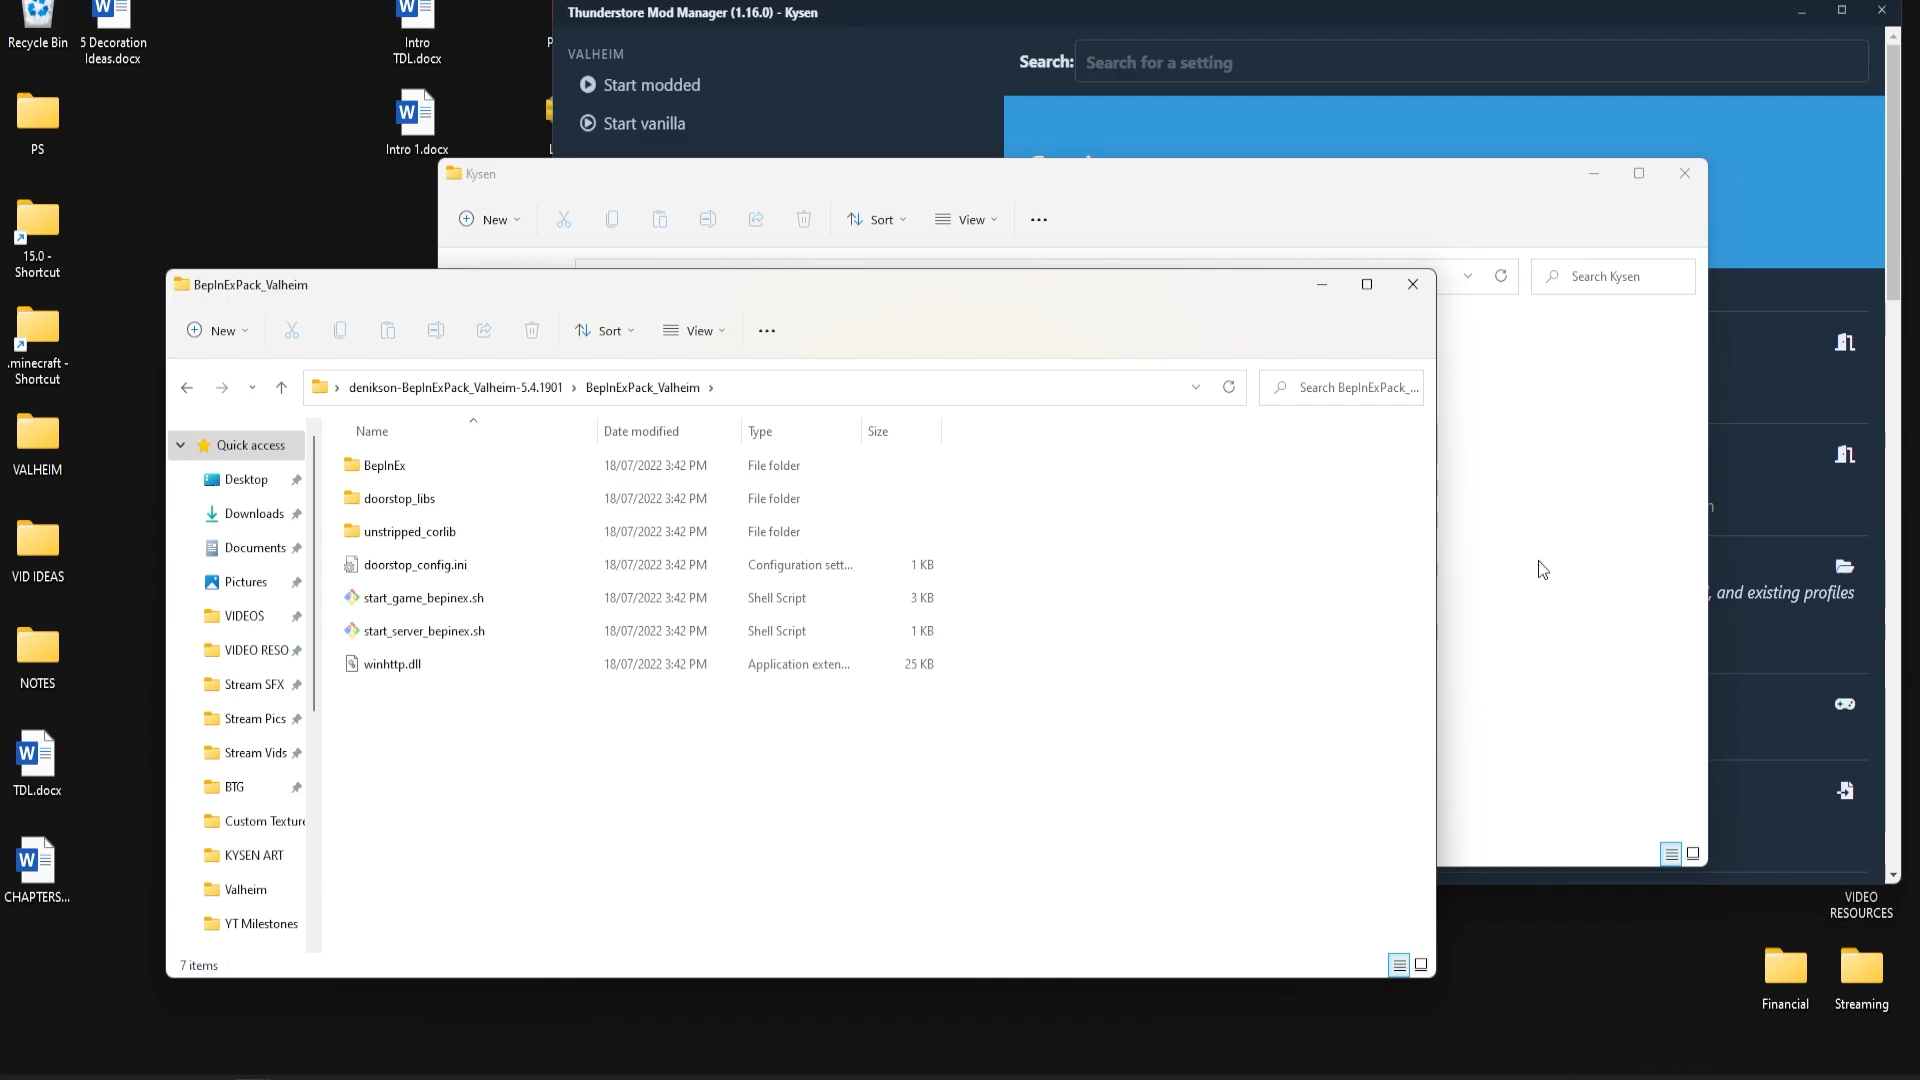 Recycle Bin
5 Decoration
Ideas.docx
Intro
TDL.docx
PS
Intro 1.docx
15.0 -
Shortcut
.minecraft -
Shortcut
VALHEIM
VID IDEAS
NOTES
TDL.docx
CHAPTERS...
VIDEO
RESOURCES
Financial
Streaming
Thunderstore Mod Manager (1.16.0) - Kysen
VALHEIM
Start modded
Start vanilla
Search:
Search for a setting
, and existing profiles
Kysen
New
Sort
View
Search Kysen
BepInExPack_Valheim
New
Sort
View
denikson-BepInExPack_Valheim-5.4.1901 > BepInExPack_Valheim >
Search BepInExPack_...
Quick access
Desktop
Downloads
Documents
Pictures
VIDEOS
VIDEO RESO
Stream SFX
Stream Pics
Stream Vids
BTG
Custom Texture
KYSEN ART
Valheim
YT Milestones
Name Date modified Type Size
BepInEx 18/07/2022 3:42 PM File folder
doorstop_libs 18/07/2022 3:42 PM File folder
unstripped_corlib 18/07/2022 3:42 PM File folder
doorstop_config.ini 18/07/2022 3:42 PM Configuration sett... 1 KB
start_game_bepinex.sh 18/07/2022 3:42 PM Shell Script 3 KB
start_server_bepinex.sh 18/07/2022 3:42 PM Shell Script 1 KB
winhttp.dll 18/07/2022 3:42 PM Application exten... 25 KB
7 items